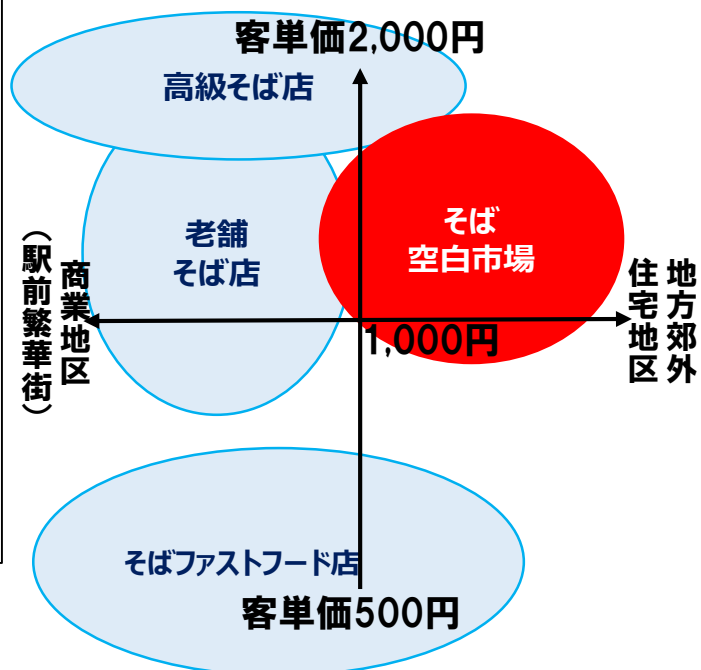 客単価2,000円
高級そば店
老舗
そば店
そば
空白市場
商業地区
（駅前繁華街）
地方郊外
住宅地区
1,000円
そばファストフード店
客単価500円